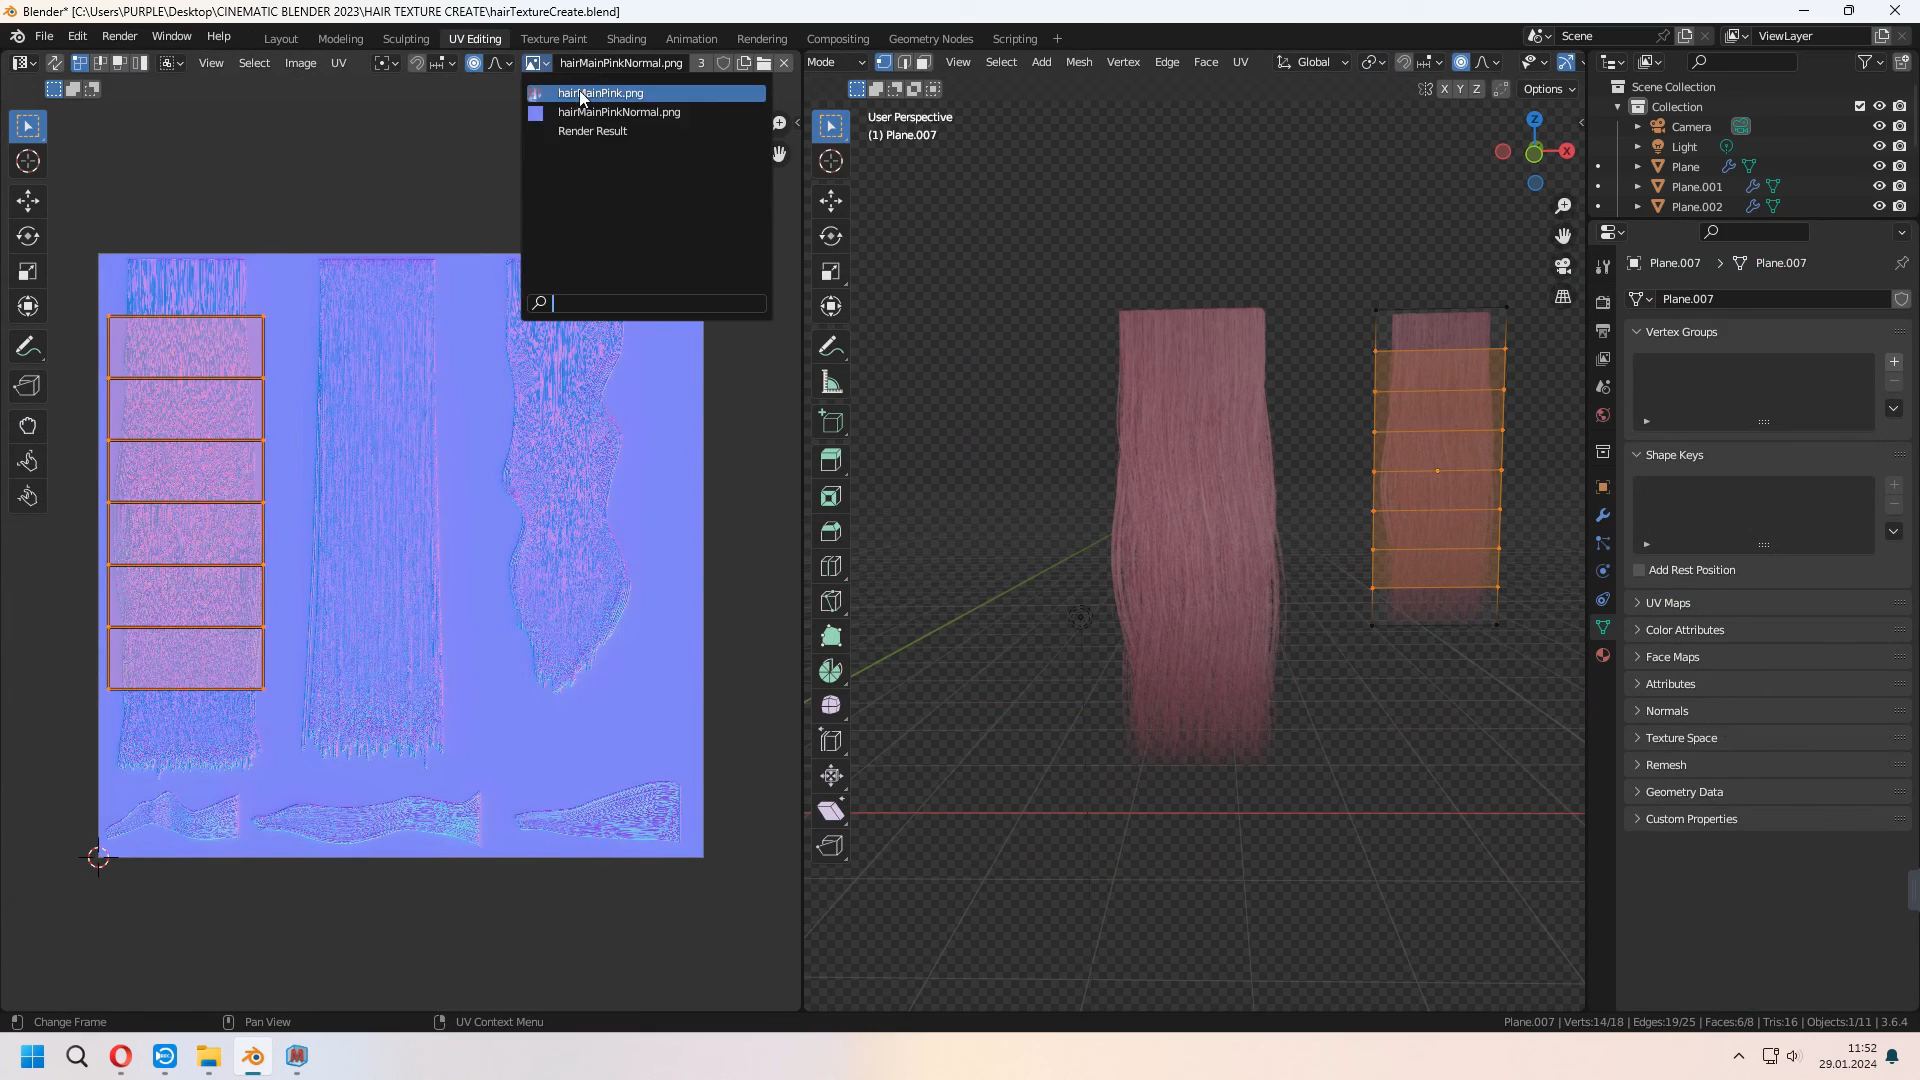 Blender* [C:\Users\PURPLE\Desktop\CINEMATIC BLENDER 2023\HAIR TEXTURE CREATE\hairTextureCreate.blend]
File Edit Render Window Help Layout Modeling Sculpting UV Editing Texture Paint Shading Animation Rendering Compositing Geometry Nodes Scripting + Scene ViewLayer
View Select Image UV hairMainPinkNormal.png 3 Mode View Select Add Mesh Vertex Edge Face UV Global
hairMainPink.png
hairMainPinkNormal.png
Render Result
X Y Z Options
User Perspective
(1) Plane.007
Z
X
Scene Collection
Collection
Camera
Light
Plane
Plane.001
Plane.002
Plane.007 > Plane.007
Plane.007
Vertex Groups
Shape Keys
Add Rest Position
UV Maps
Color Attributes
Face Maps
Attributes
Normals
Texture Space
Remesh
Geometry Data
Custom Properties
Change Frame Pan View UV Context Menu Plane.007 | Verts:14/18 | Edges:19/25 | Faces:6/8 | Tris:16 | Objects:1/11 | 3.6.4
REC
11:52
29.01.2024